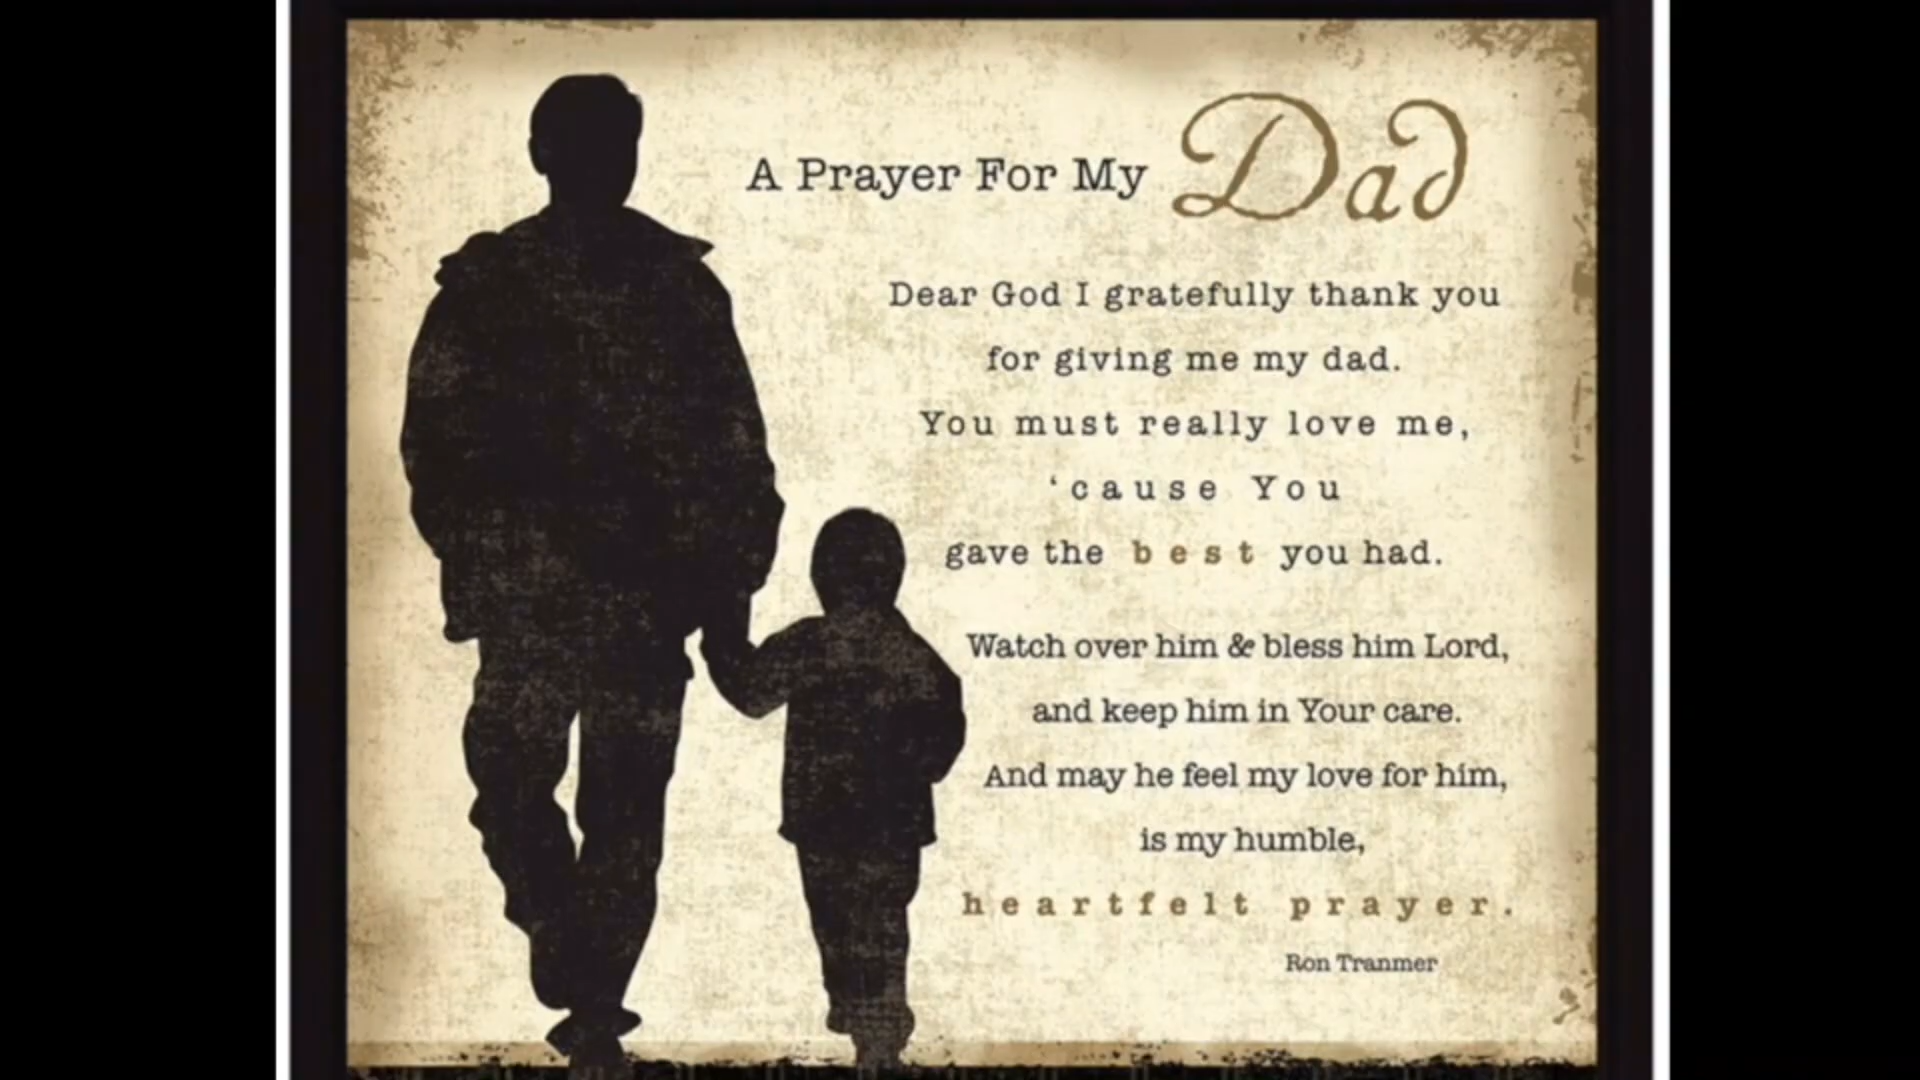 A Prayer For My Dad
Dear God I gratefully thank you
for giving me my dad.
You must really love me,
‘cause You
gave the best you had.
Watch over him & bless him Lord,
and keep him in Your care.
And may he feel my love for him,
is my humble,
heartfelt prayer.
Ron Tranmer